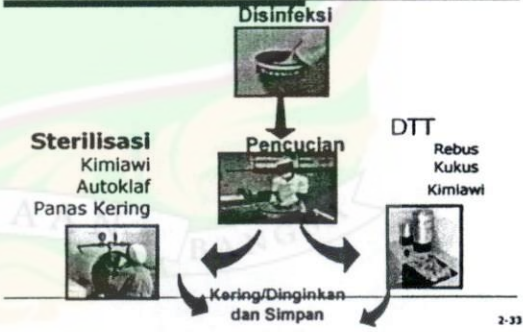 Disinfeksi
Pencucian
Sterilisasi
Kimiawi
Autoklaf
Panas Kering
DTT
Rebus
Kukus
Kimiawi
Kering/Dinginkan
dan Simpan
2-33